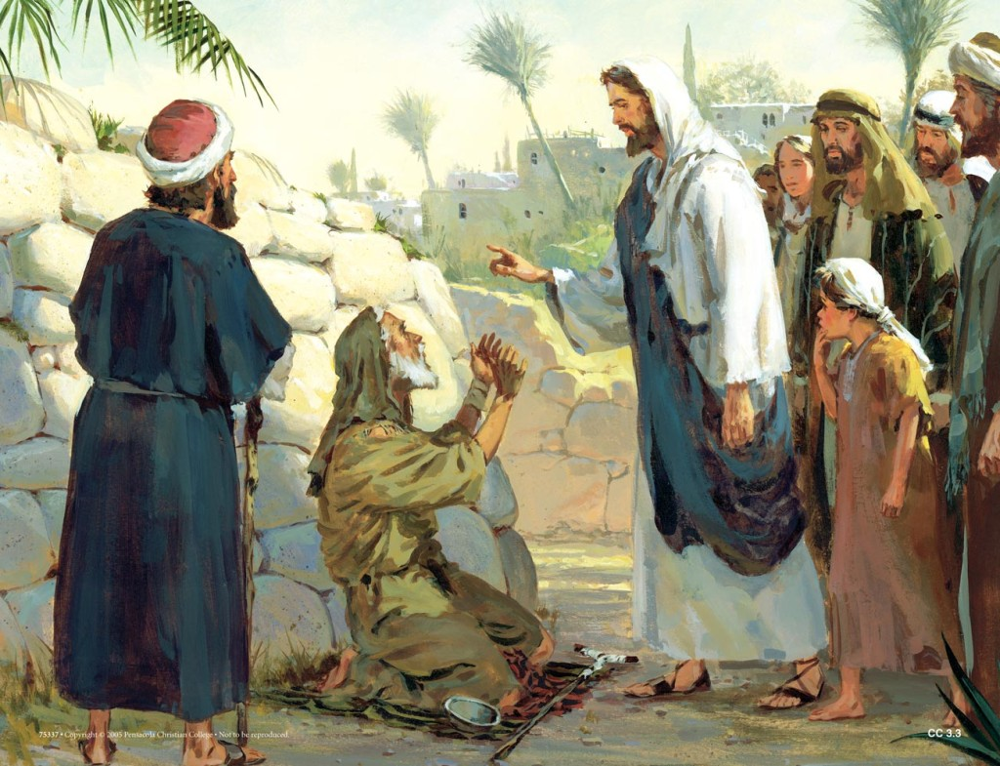 75337 • Copyright © 2005 Pensacola Christian College • Not to be reproduced.
CC 3.3